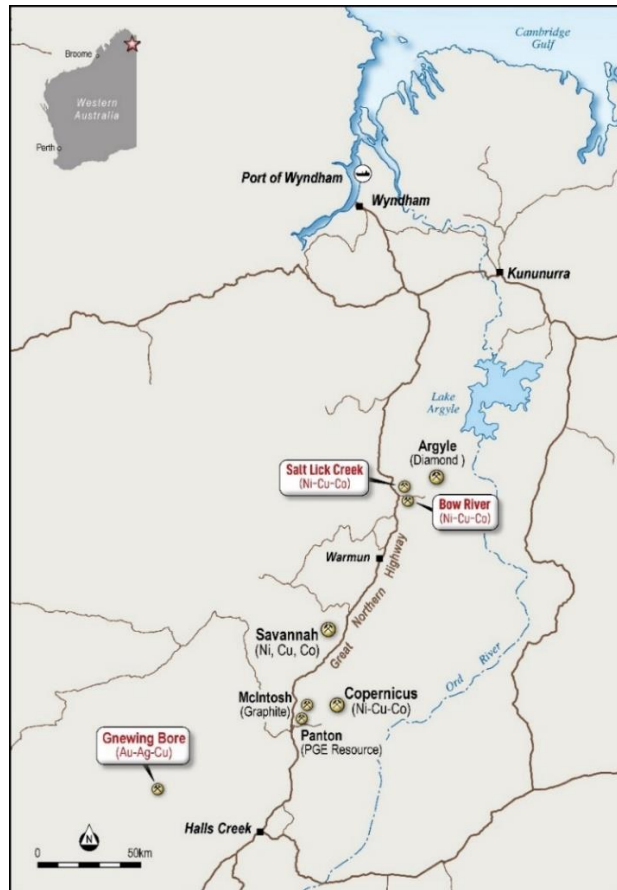 Cambridge
Gulf
Broome
Western
Australia
Perth
Port of Wyndham
Wyndham
Kununurra
Lake
Argyle
Argyle
(Diamond )
Salt Lick Creek
(Ni-Cu-Co)
Bow River
(Ni-Cu-Co)
Warmun
Great Northern Highway
Savannah
(Ni, Cu, Co)
Ord River
McIntosh
(Graphite)
Copernicus
(Ni-Cu-Co)
Panton
(PGE Resource)
Gnewing Bore
(Au-Ag-Cu)
Halls Creek
N
0 50km